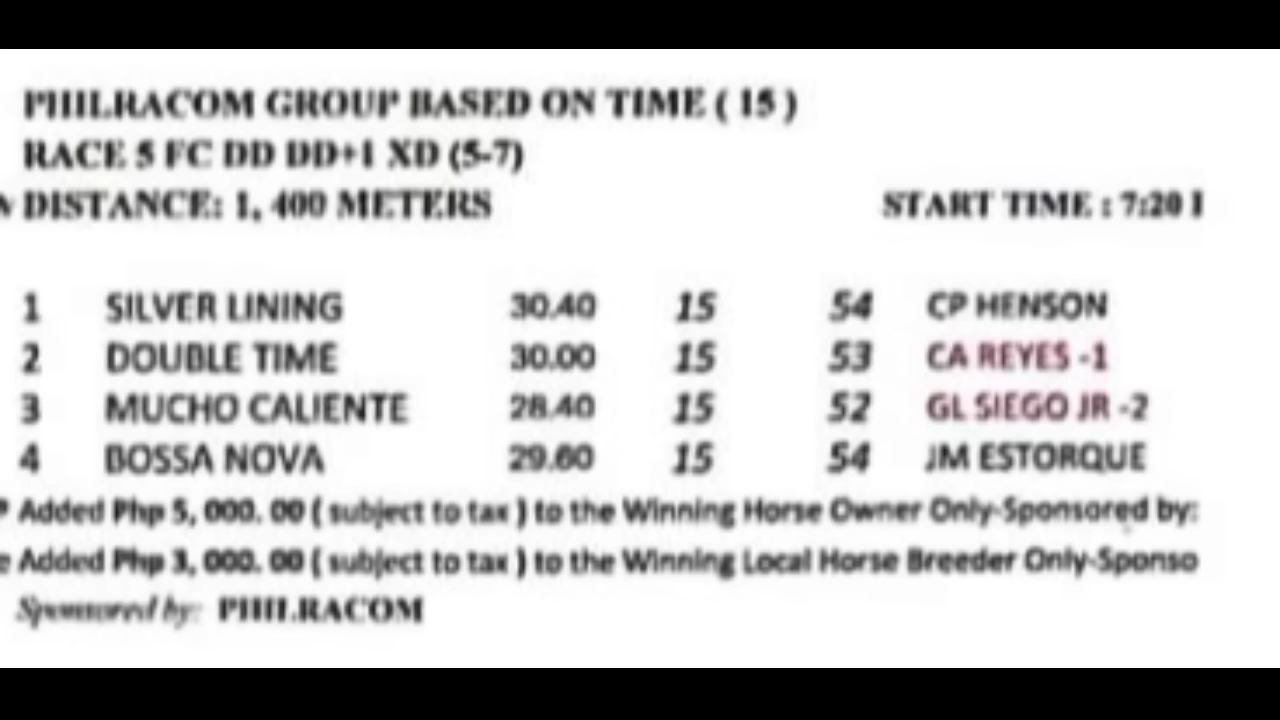 PHILRACOM GROUP BASED ON TIME ( 15 )
RACE 5 FC DD DD+1 XD (5-7)
DISTANCE: 1, 400 METERS START TIME : 7:20
1 SILVER LINING 30.40 15 54 CP HENSON
2 DOUBLE TIME 30.00 15 53 CA REYES -1
3 MUCHO CALIENTE 28.40 15 52 GL SIEGO JR -2
4 BOSSA NOVA 29.60 15 54 JM ESTORQUE
P Added Php 5, 000. 00 ( subject to tax ) to the Winning Horse Owner Only-Sponsored by:
e Added Php 3, 000. 00 ( subject to tax ) to the Winning Local Horse Breeder Only-Sponso
Sponsored by: PHILRACOM